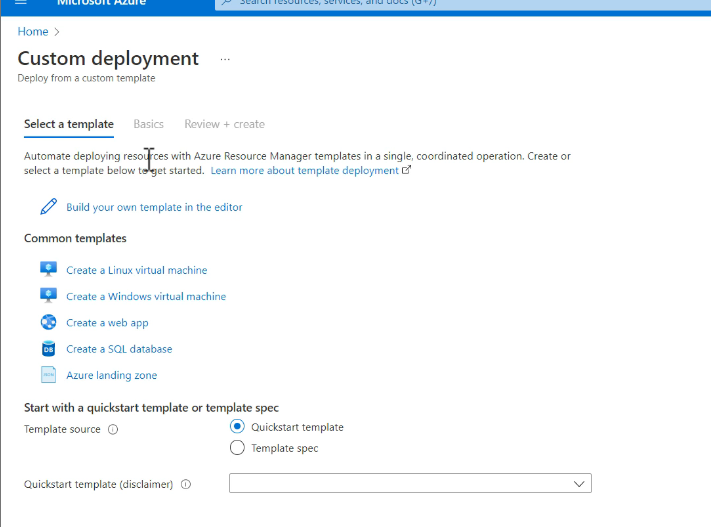 Microsoft Azure
Search resources, services, and docs (G+/)
Home >
Custom deployment ...
Deploy from a custom template
Select a template Basics Review + create
Automate deploying resources with Azure Resource Manager templates in a single, coordinated operation. Create or
select a template below to get started. Learn more about template deployment
Build your own template in the editor
Common templates
Create a Linux virtual machine
Create a Windows virtual machine
Create a web app
DB Create a SQL database
Azure landing zone
Start with a quickstart template or template spec
Template source
Quickstart template
Template spec
Quickstart template (disclaimer)